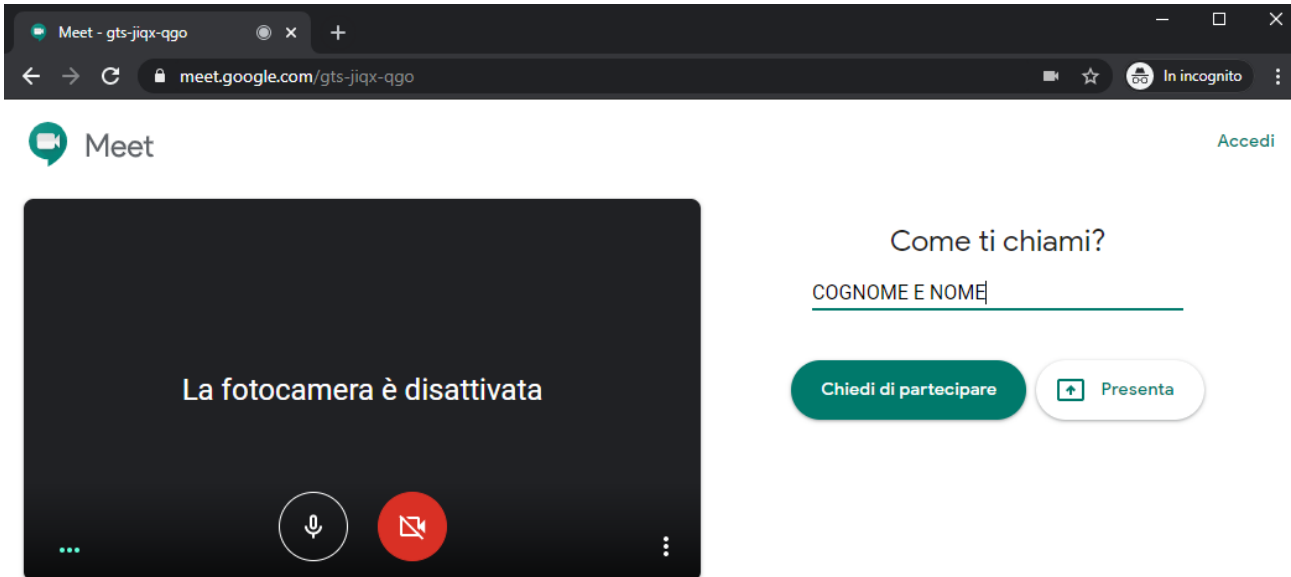 Meet - gts-jiqx-qgo
meet.google.com/gts-jiqx-qgo
In incognito
Meet
Accedi
La fotocamera è disattivata
Come ti chiami?
COGNOME E NOME
Chiedi di partecipare
Presenta